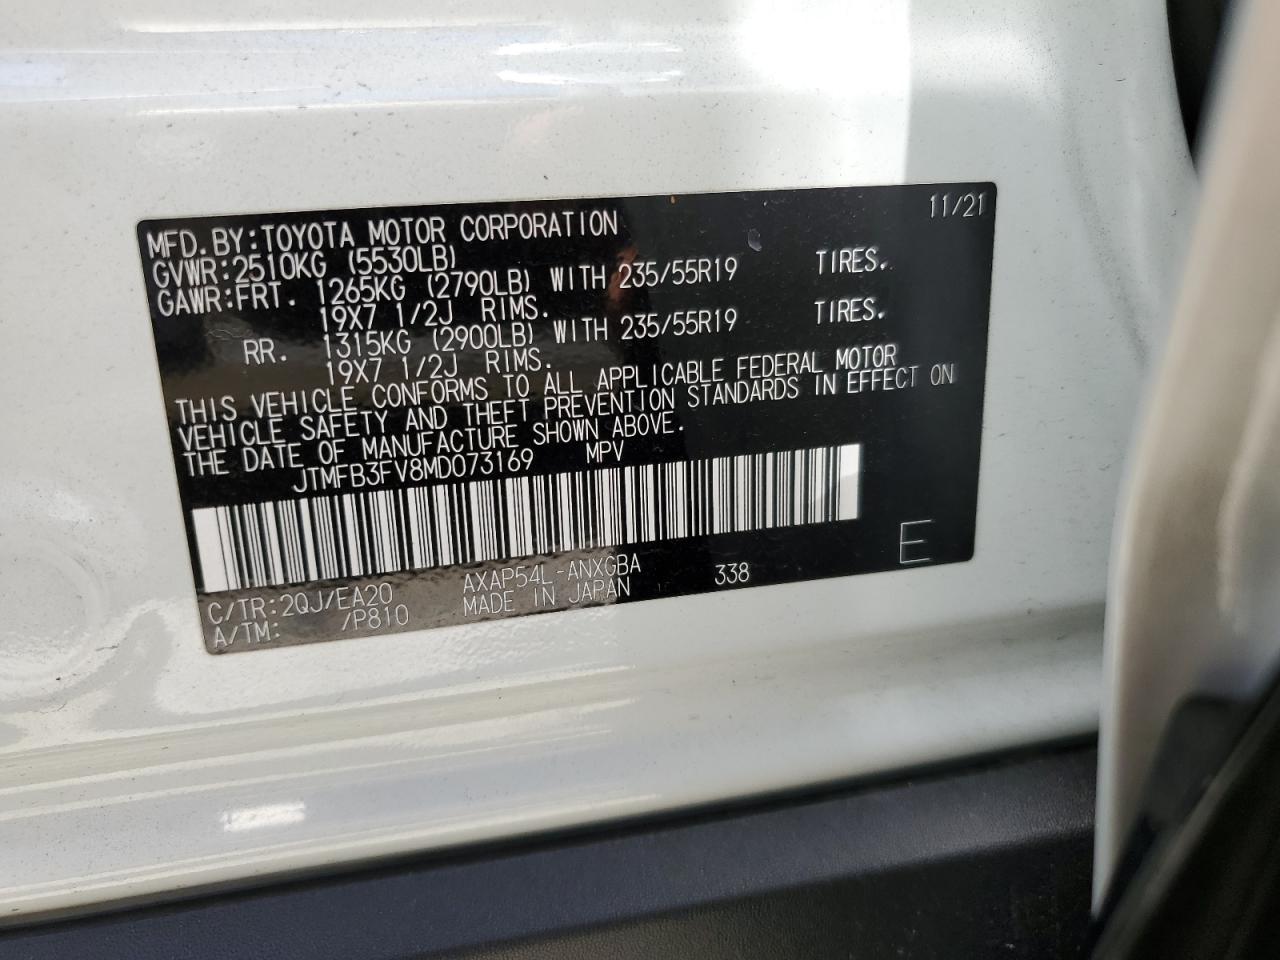 11/21
MFD. BY: TOYOTA MOTOR CORPORATION
GVWR: 2510KG (5530LB)
GAWR: FRT. 1265KG (2790LB) WITH 235/55R19 TIRES.
19X7 1/2J RIMS.
RR. 1315KG (2900LB) WITH 235/55R19 TIRES.
19X7 1/2J RIMS.
THIS VEHICLE CONFORMS TO ALL APPLICABLE FEDERAL MOTOR
VEHICLE SAFETY AND THEFT PREVENTION STANDARDS IN EFFECT ON
THE DATE OF MANUFACTURE SHOWN ABOVE.
JTMFB3FV8MD073169 MPV
C/TR: 2QJ/EA20 AXAP54L-ANXGBA 338 E
A/TM: /P810 MADE IN JAPAN